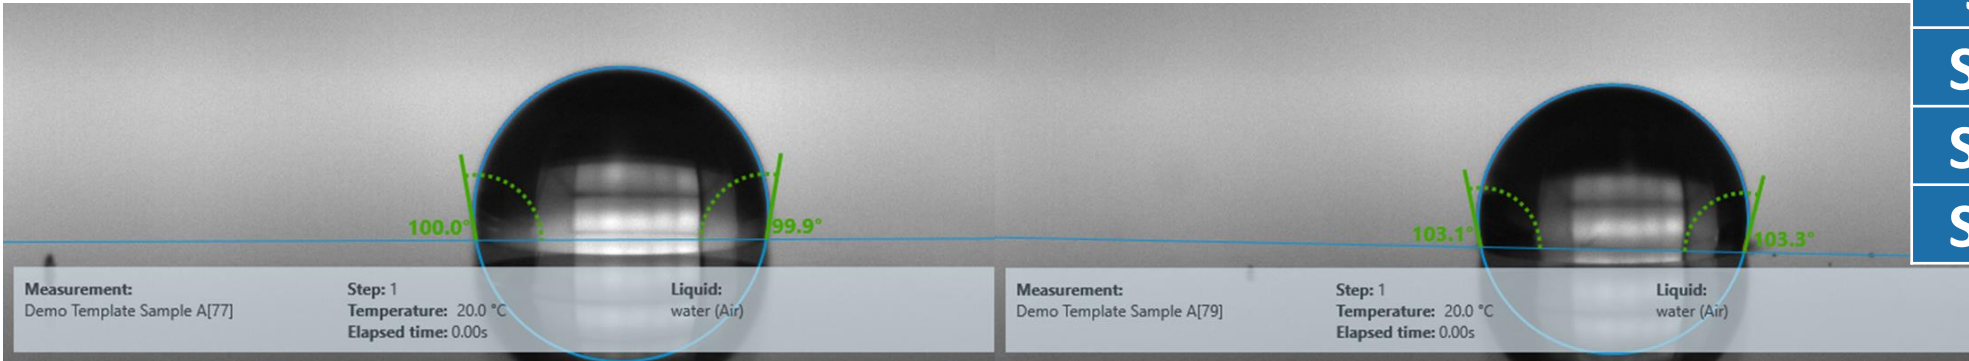 100.0°
99.9°
Measurement:
Demo Template Sample A[77]
Step: 1
Temperature: 20.0 °C
Elapsed time: 0.00s
Liquid:
water (Air)
103.1°
103.3°
Measurement:
Demo Template Sample A[79]
Step: 1
Temperature: 20.0 °C
Elapsed time: 0.00s
Liquid:
water (Air)
S
S
S